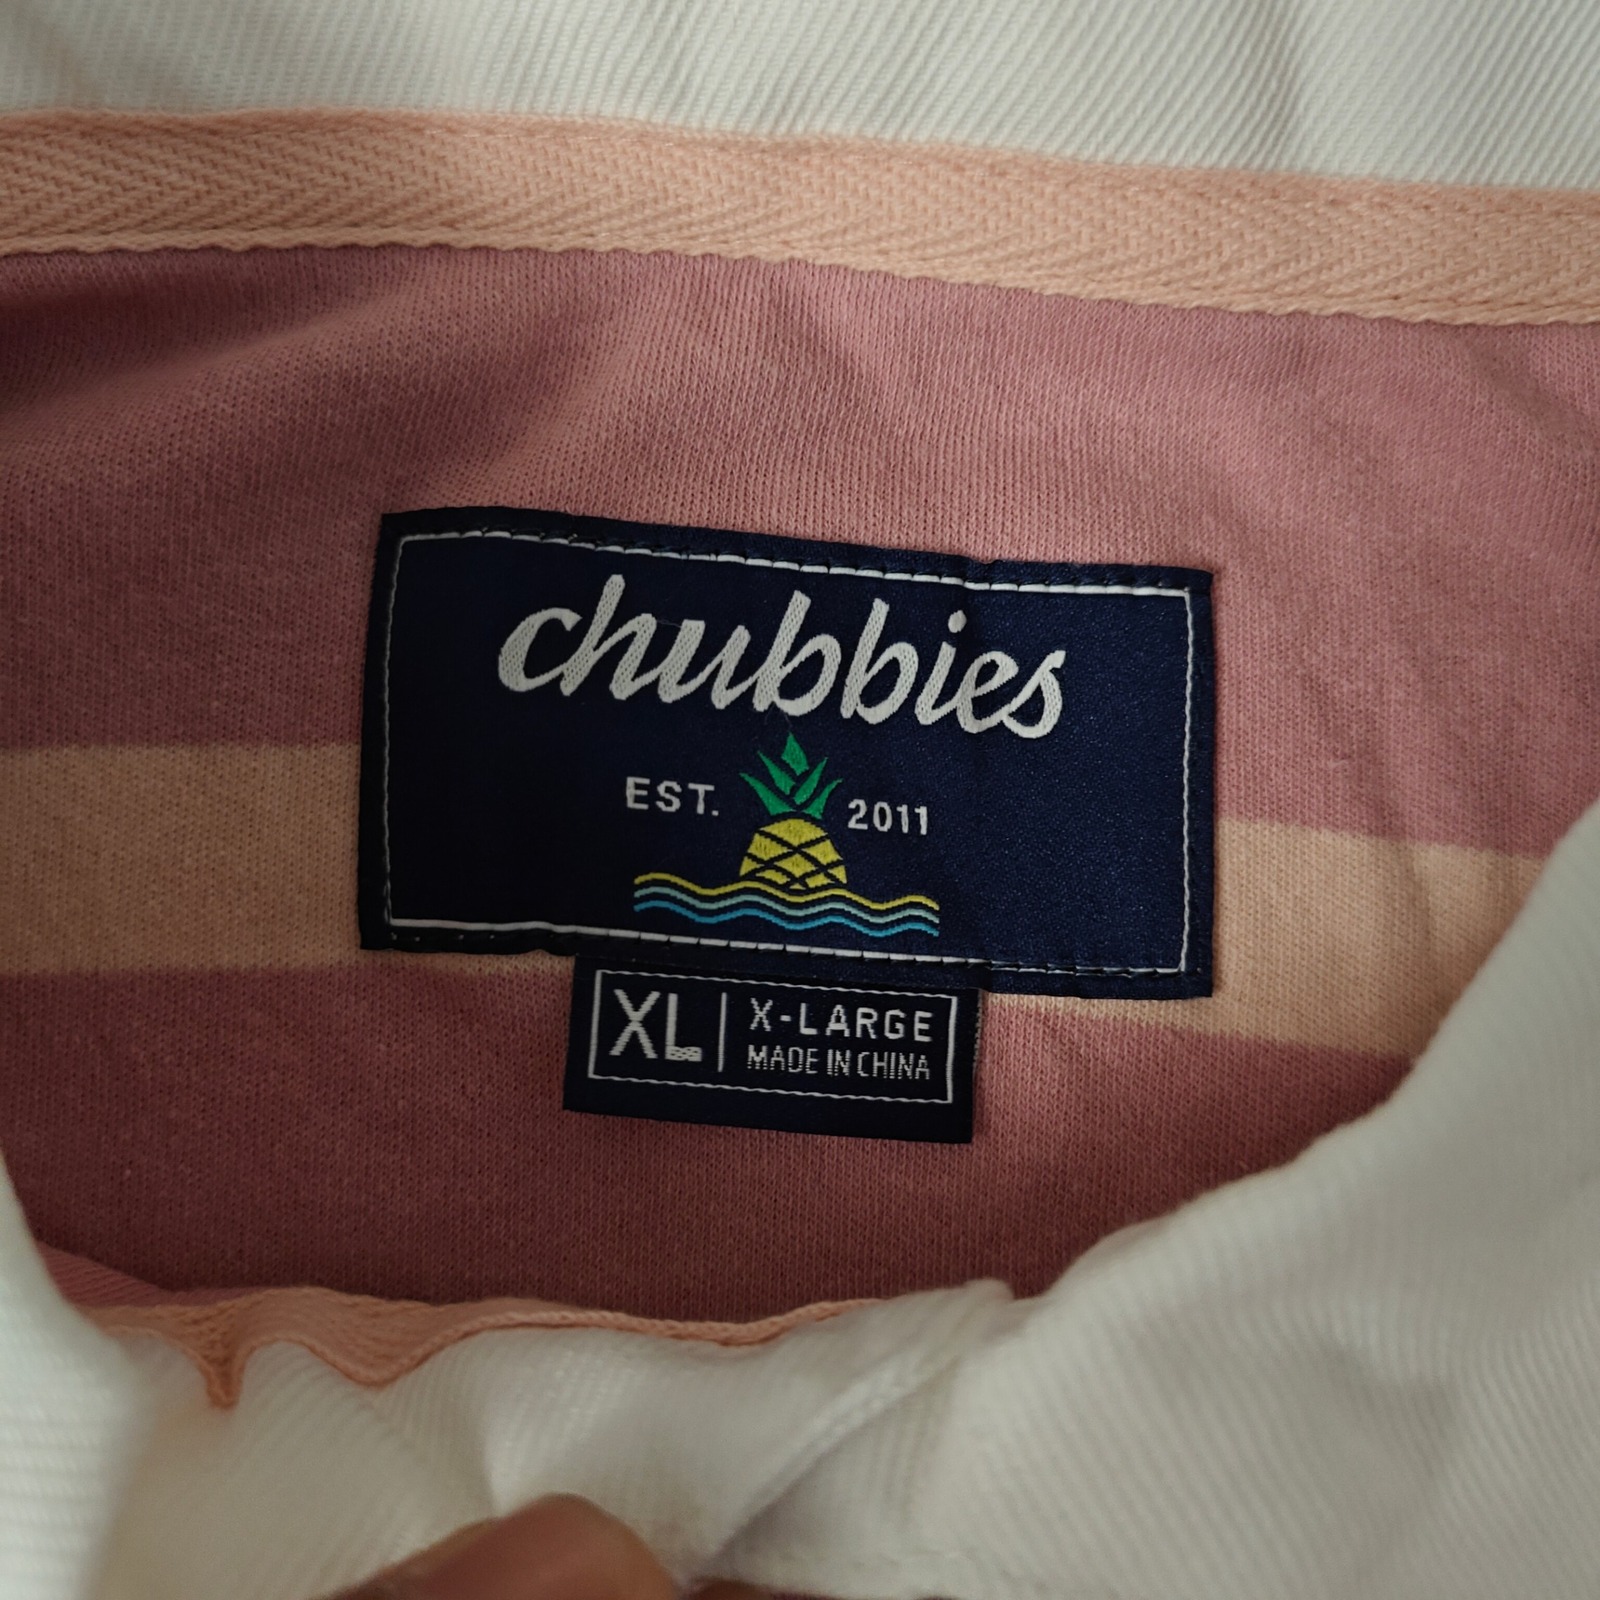 chubbies
EST. 2011
XL X-LARGE
MADE IN CHINA